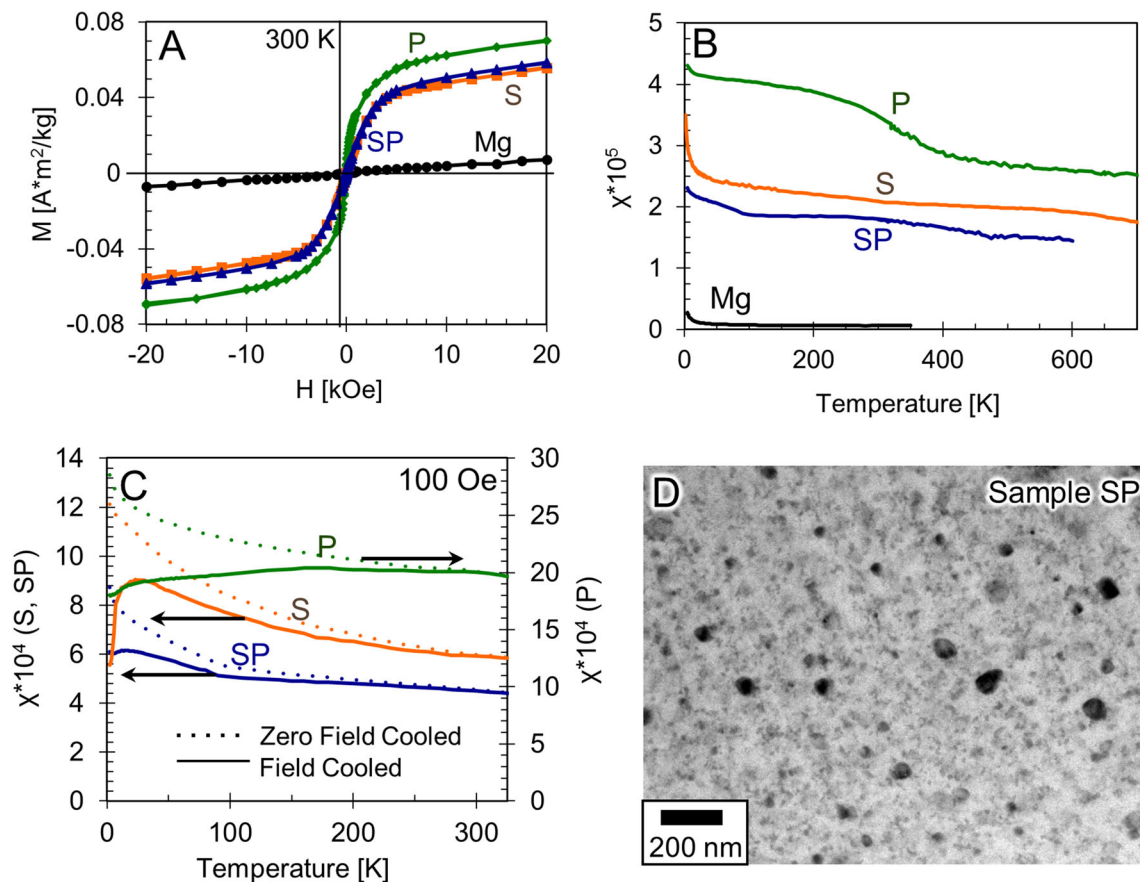 A
300 K
P
S
SP
Mg
M [A*m²/kg]
0.08
0.04
0
-0.04
-0.08
-20 -10 0 10 20
H [kOe]
B
P
S
SP
Mg
χ*10⁵
5
4
3
2
1
0
0 200 400 600
Temperature [K]
C
100 Oe
P
S
SP
χ*10⁴ (S, SP)
14
12
10
8
6
4
2
0
χ*10⁴ (P)
30
25
20
15
10
5
0
Zero Field Cooled
Field Cooled
0 100 200 300
Temperature [K]
D
Sample SP
200 nm